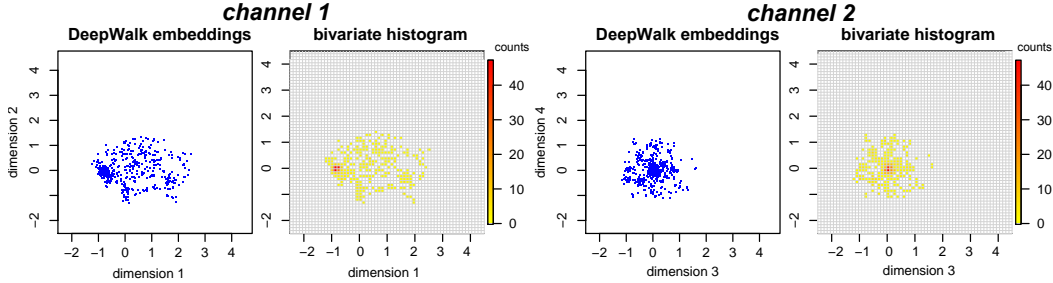 channel 1
DeepWalk embeddings
bivariate histogram
counts
dimension 2
4
3
2
1
0
−1
−2
−2 −1 0 1 2 3 4
dimension 1
4
3
2
1
0
−1
−2
−2 −1 0 1 2 3 4
dimension 1
40
30
20
10
0
channel 2
DeepWalk embeddings
bivariate histogram
counts
dimension 4
4
3
2
1
0
−2
−2 −1 0 1 2 3 4
dimension 3
4
3
2
1
0
−2
−2 −1 0 1 2 3 4
dimension 3
40
30
20
10
0